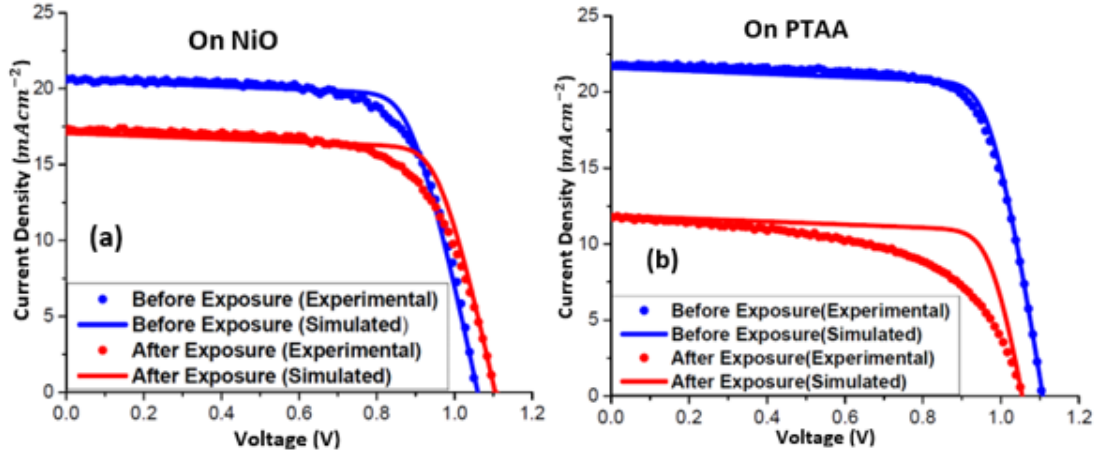 On NiO
25
20
15
10
5
0
Current Density (mAcm⁻²)
(a)
Before Exposure (Experimental)
Before Exposure (Simulated)
After Exposure (Experimental)
After Exposure (Simulated)
0.0 0.2 0.4 0.6 0.8 1.0 1.2
Voltage (V)
On PTAA
25
20
15
10
5
0
Current Density (mAcm⁻²)
(b)
Before Exposure(Experimental)
Before Exposure(Simulated)
After Exposure(Experimental)
After Exposure(Simulated)
0.0 0.2 0.4 0.6 0.8 1.0 1.2
Voltage (V)